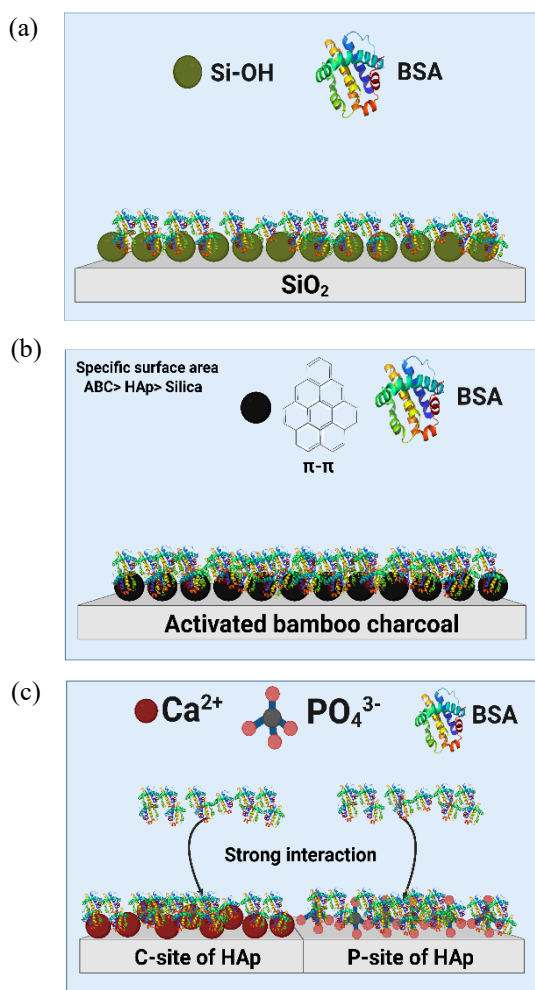 (a)
Si-OH
BSA
SiO₂
(b)
Specific surface area
ABC> HAp> Silica
BSA
π-π
Activated bamboo charcoal
(c)
Ca²⁺
PO₄³⁻
BSA
Strong interaction
C-site of HAp
P-site of HAp